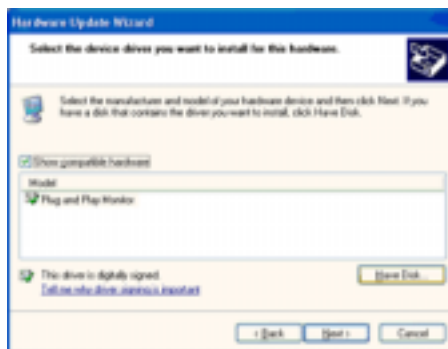 Hardware Update Wizard
Select the device driver you want to install for this hardware.
Select the manufacturer and model of your hardware device and then click Next. If you
have a disk that contains the driver you want to install, click Have Disk.
Show compatible hardware
Model
Plug and Play Monitor
This driver is digitally signed.
Tell me why driver signing is important
Have Disk...
< Back
Next >
Cancel